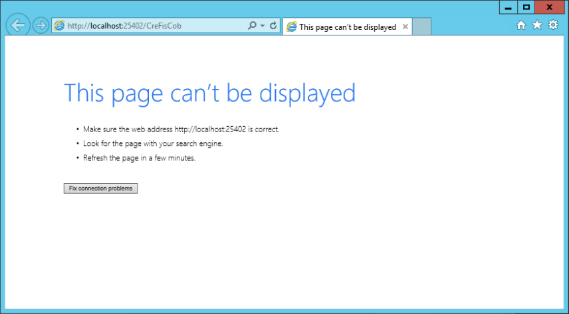 http://localhost:25402/CreFisCob
This page can't be displayed
This page can't be displayed
• Make sure the web address http://localhost:25402 is correct.
• Look for the page with your search engine.
• Refresh the page in a few minutes.
Fix connection problems